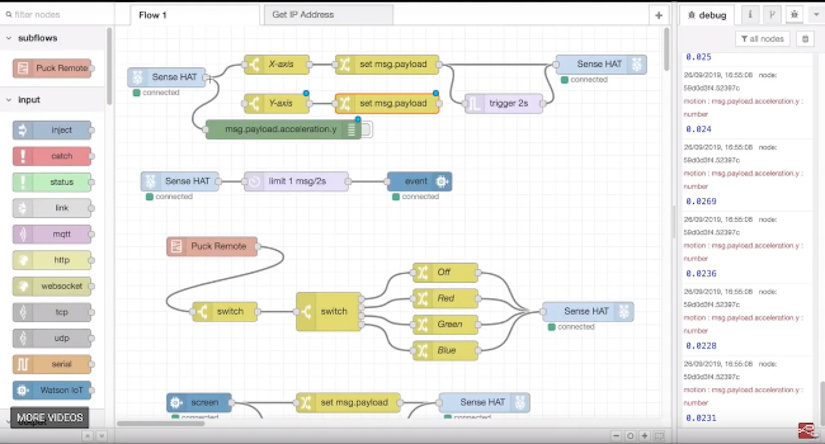 filter nodes
Flow 1
Get IP Address
debug
all nodes
subflows
Puck Remote
input
inject
catch
status
link
mqtt
http
websocket
tcp
udp
serial
Watson IoT
MORE VIDEOS
output
Sense HAT
connected
X-axis
set msg.payload
Sense HAT
connected
Y-axis
set msg.payload
trigger 2s
msg.payload.acceleration.y
Sense HAT
connected
limit 1 msg/2s
event
connected
Puck Remote
switch
switch
Off
Red
Green
Blue
Sense HAT
connected
screen
connected
set msg.payload
Sense HAT
connected
0.025
26/09/2019, 16:55:08 node:
59d0d3f4.52397c
motion : msg.payload.acceleration.y :
number
0.024
26/09/2019, 16:55:08 node:
59d0d3f4.52397c
motion : msg.payload.acceleration.y :
number
0.0269
26/09/2019, 16:55:08 node:
59d0d3f4.52397c
motion : msg.payload.acceleration.y :
number
0.0236
26/09/2019, 16:55:08 node:
59d0d3f4.52397c
motion : msg.payload.acceleration.y :
number
0.0228
26/09/2019, 16:55:08 node:
59d0d3f4.52397c
motion : msg.payload.acceleration.y :
number
0.0231